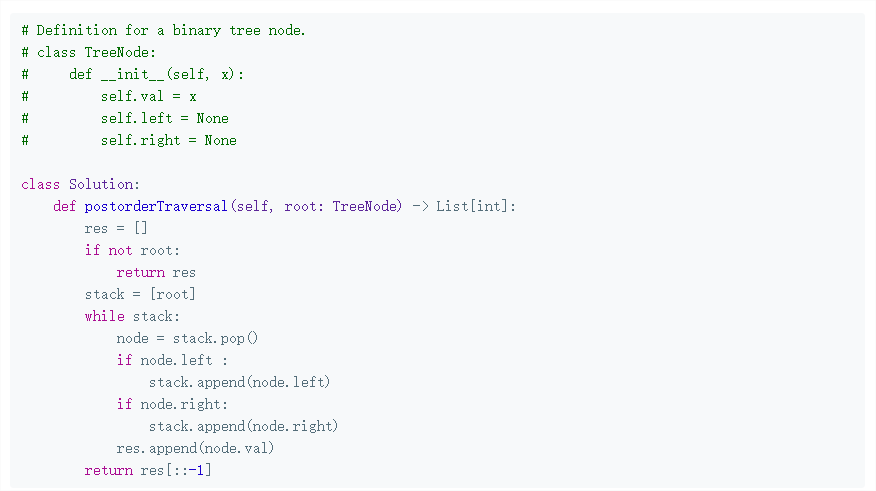 # Definition for a binary tree node.
# class TreeNode:
#     def __init__(self, x):
#         self.val = x
#         self.left = None
#         self.right = None

class Solution:
    def postorderTraversal(self, root: TreeNode) -> List[int]:
        res = []
        if not root:
            return res
        stack = [root]
        while stack:
            node = stack.pop()
            if node.left :
                stack.append(node.left)
            if node.right:
                stack.append(node.right)
            res.append(node.val)
        return res[::-1]